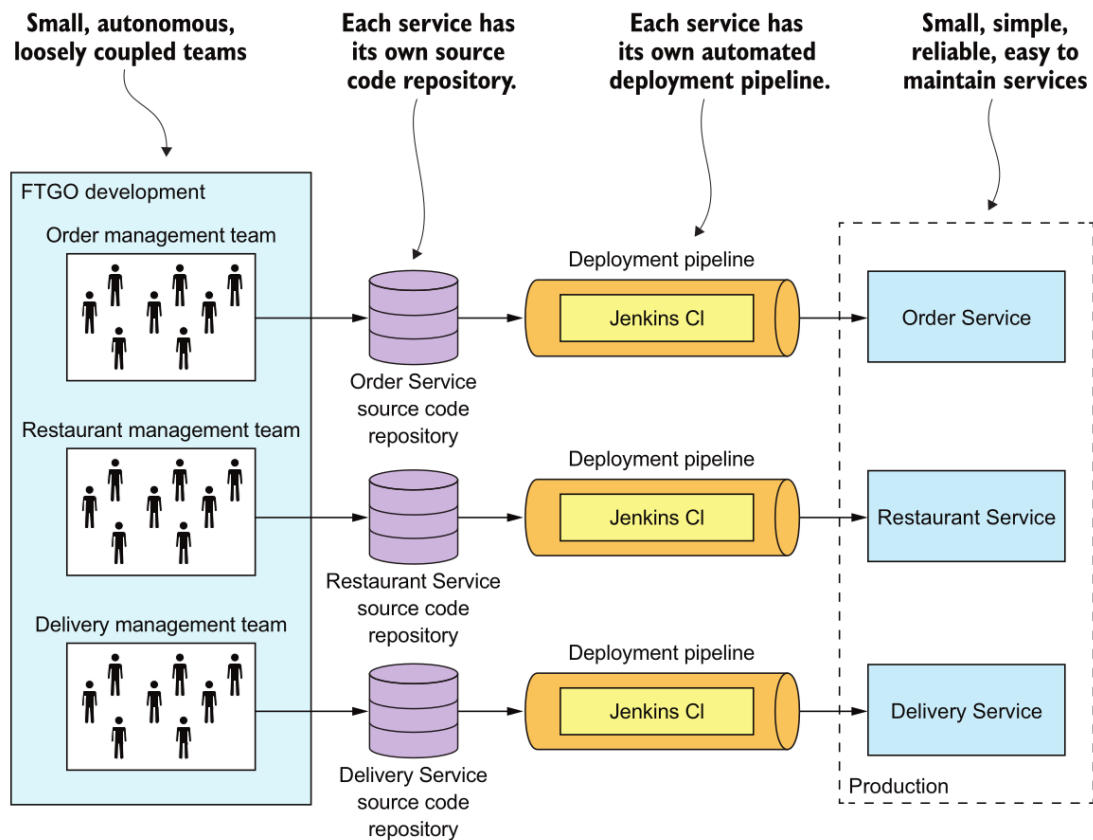 Small, autonomous,
loosely coupled teams
Each service has
its own source
code repository.
Each service has
its own automated
deployment pipeline.
Small, simple,
reliable, easy to
maintain services
FTGO development
Order management team
Order Service
source code
repository
Deployment pipeline
Jenkins CI
Order Service
Restaurant management team
Restaurant Service
source code
repository
Deployment pipeline
Jenkins CI
Restaurant Service
Delivery management team
Delivery Service
source code
repository
Deployment pipeline
Jenkins CI
Delivery Service
Production